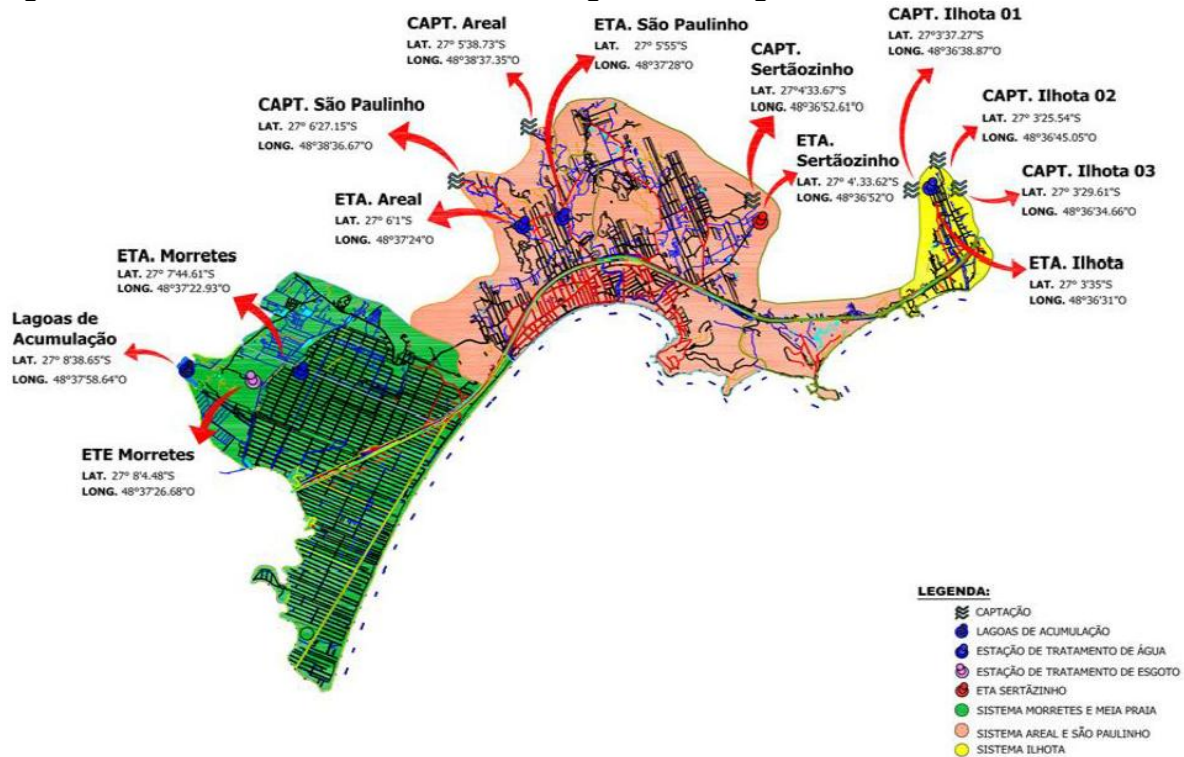 CAPT. Areal
LAT. 27° 5'38.73"S
LONG. 48°38'37.35"O
ETA. São Paulinho
LAT. 27° 5'55"S
LONG. 48°37'28"O
CAPT. Ilhota 01
LAT. 27°3'37.27"S
LONG. 48°36'38.87"O
CAPT.
Sertãozinho
LAT. 27°4'33.67"S
LONG. 48°36'52.61"O
CAPT. São Paulinho
LAT. 27° 6'27.15"S
LONG. 48°38'36.67"O
CAPT. Ilhota 02
LAT. 27° 3'25.54"S
LONG. 48°36'45.05"O
ETA.
Sertãozinho
LAT. 27° 4'.33.62"S
LONG. 48°36'52"O
CAPT. Ilhota 03
LAT. 27° 3'29.61"S
LONG. 48°36'34.66"O
ETA. Areal
LAT. 27° 6'1"S
LONG. 48°37'24"O
ETA. Morretes
LAT. 27° 7'44.61"S
LONG. 48°37'22.93"O
ETA. Ilhota
LAT. 27° 3'35"S
LONG. 48°36'31"O
Lagoas de
Acumulação
LAT. 27° 8'38.65"S
LONG. 48°37'58.64"O
ETE Morretes
LAT. 27° 8'4.48"S
LONG. 48°37'26.68"O
LEGENDA:
CAPTAÇÃO
LAGOAS DE ACUMULAÇÃO
ESTAÇÃO DE TRATAMENTO DE ÁGUA
ESTAÇÃO DE TRATAMENTO DE ESGOTO
ETA SERTÃZINHO
SISTEMA MORRETES E MEIA PRAIA
SISTEMA AREAL E SÃO PAULINHO
SISTEMA ILHOTA